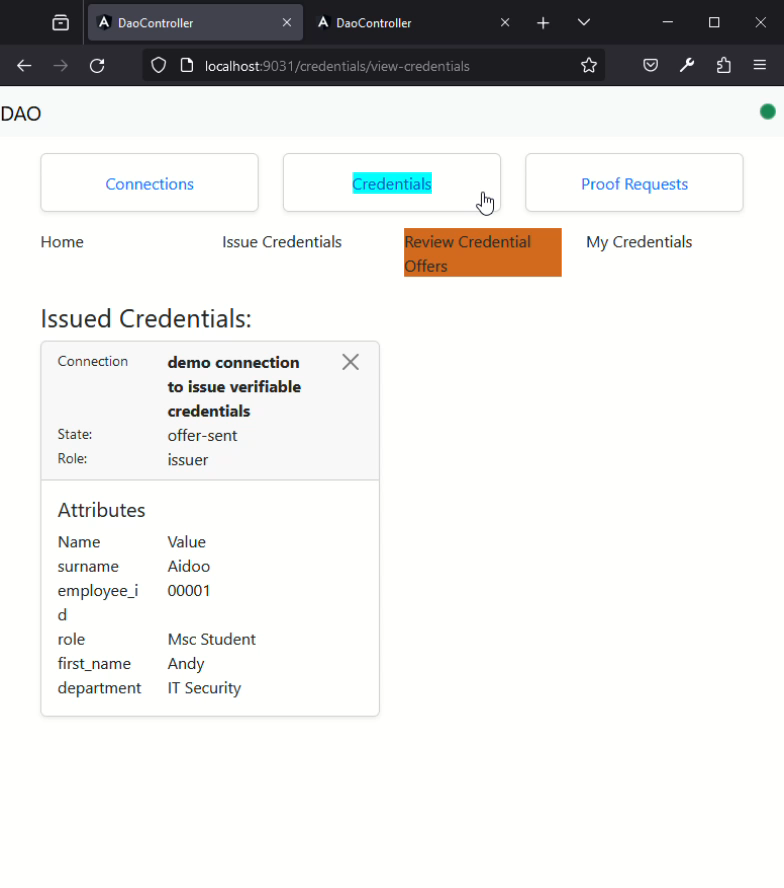 DaoController
DaoController
localhost:9031/credentials/view-credentials
DAO
Connections
Credentials
Proof Requests
Home
Issue Credentials
Review Credential
Offers
My Credentials
Issued Credentials:
Connection
demo connection
to issue verifiable
credentials
State:
offer-sent
Role:
issuer
Attributes
Name
Value
surname
Aidoo
employee_i
d
00001
role
Msc Student
first_name
Andy
department
IT Security